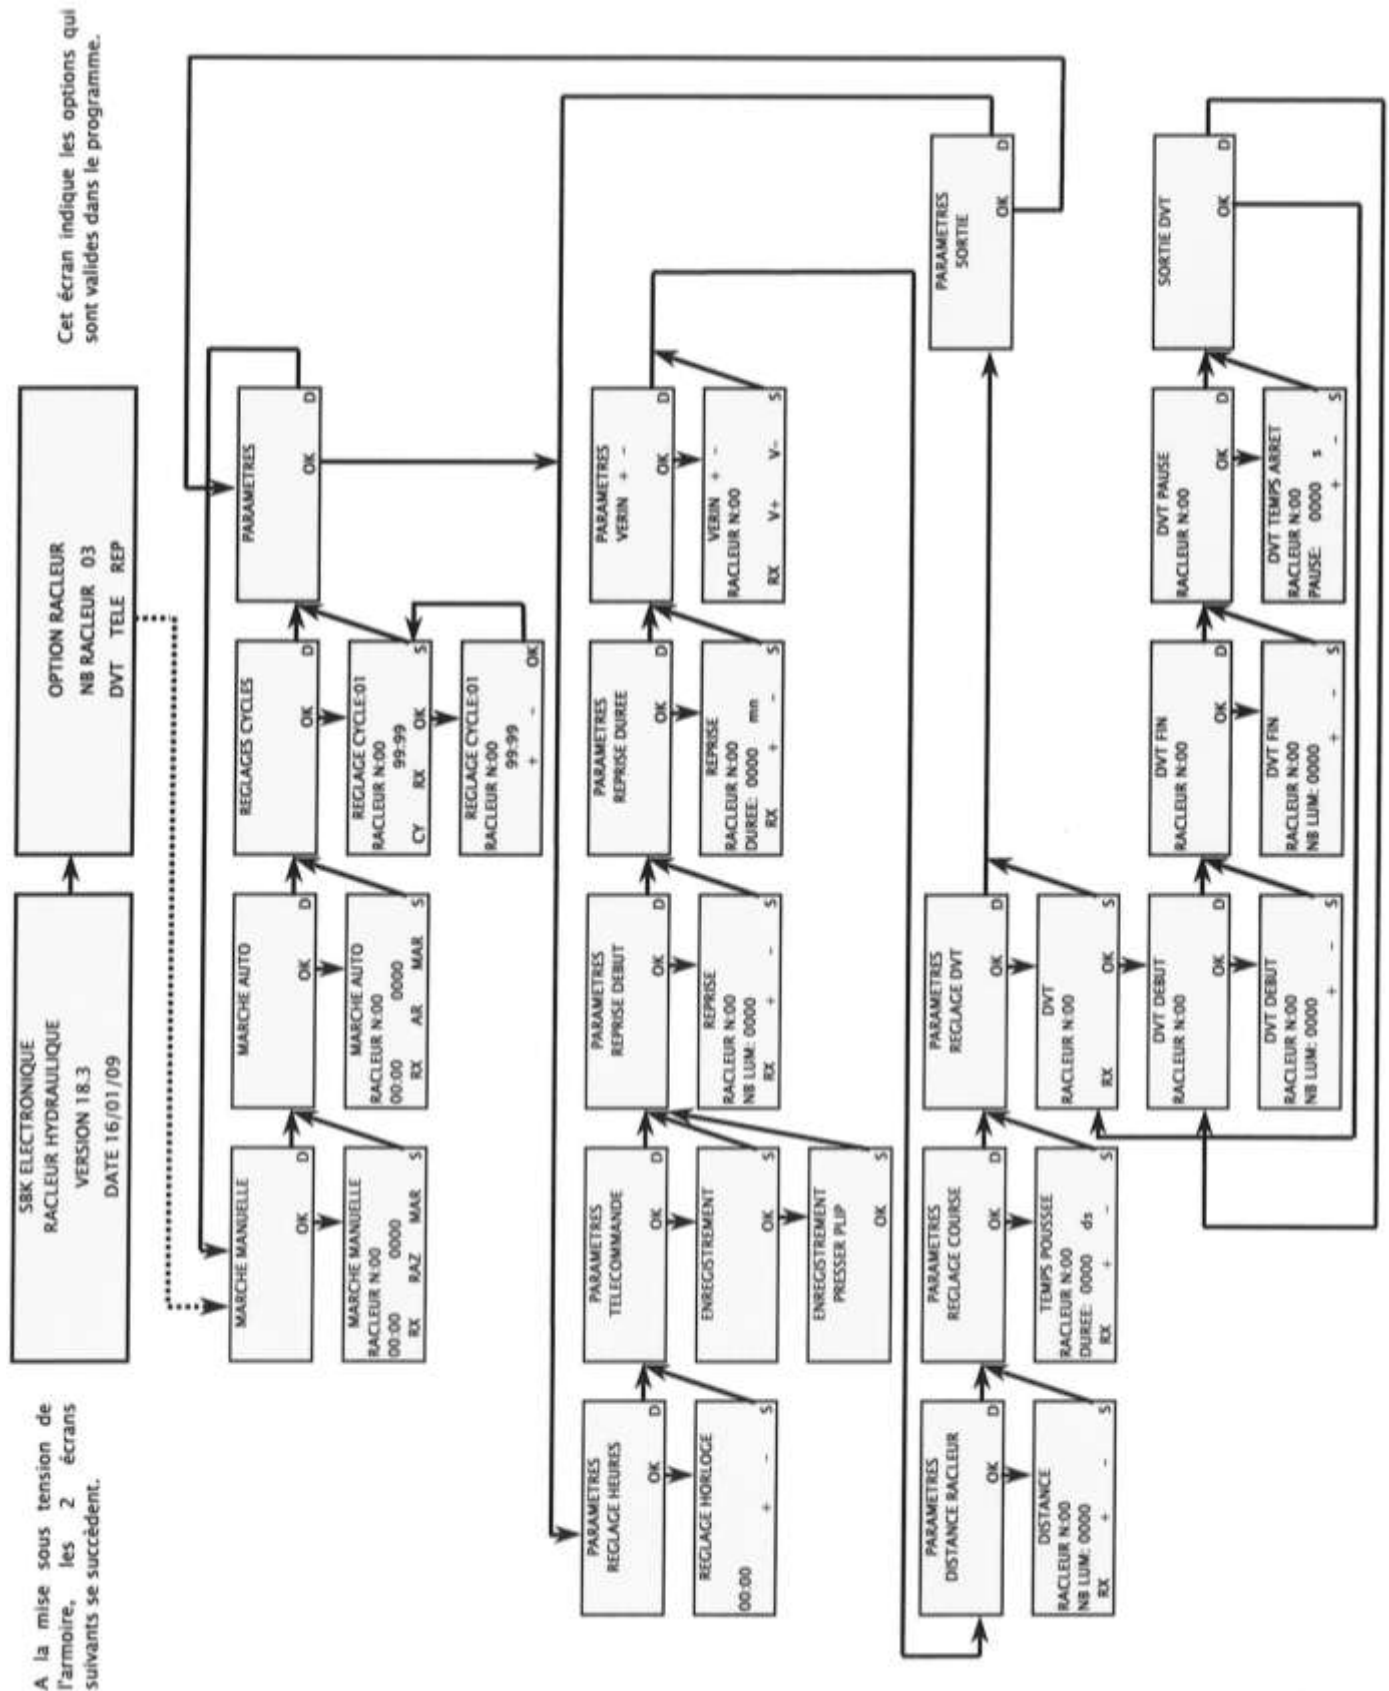 A la mise sous tension de
l'armoire, les 2 écrans
suivants se succèdent.
SBK ELECTRONIQUE
RACLEUR HYDRAULIQUE
VERSION 18.3
DATE 16/01/09
OPTION RACLEUR
NB RACLEUR 03
DVT TELE REP
Cet écran indique les options qui
sont valides dans le programme.
MARCHE MANUELLE
OK D
MARCHE MANUELLE
RACLEUR N:00
00:00 0000
RX RAZ MAR S
MARCHE AUTO
OK D
MARCHE AUTO
RACLEUR N:00
00:00 0000
RX AR MAR S
REGLAGES CYCLES
OK D
REGLAGE CYCLE:01
RACLEUR N:00
99:99
CY RX OK S
REGLAGE CYCLE:01
RACLEUR N:00
99:99
+ - OK
PARAMETRES
OK D
PARAMETRES
REGLAGE HEURES
OK D
REGLAGE HORLOGE
00:00
+ - S
PARAMETRES
TELECOMMANDE
OK D
ENREGISTREMENT
OK S
ENREGISTREMENT
PRESSER PLIP
OK S
PARAMETRES
REPRISE DEBUT
OK D
REPRISE
RACLEUR N:00
NB LUM: 0000
RX + - S
PARAMETRES
REPRISE DUREE
OK D
REPRISE
RACLEUR N:00
DUREE: 0000 mn
RX + - S
PARAMETRES
VERIN + -
OK D
VERIN + -
RACLEUR N:00
RX V+ V- S
PARAMETRES
DISTANCE RACLEUR
OK D
DISTANCE
RACLEUR N:00
NB LUM: 0000
RX + - S
PARAMETRES
REGLAGE COURSE
OK D
TEMPS POUSSEE
RACLEUR N:00
DUREE: 0000 ds
RX + - S
PARAMETRES
REGLAGE DVT
OK D
DVT
RACLEUR N:00
RX OK S
PARAMETRES
SORTIE
OK D
DVT DEBUT
RACLEUR N:00
OK D
DVT DEBUT
RACLEUR N:00
NB LUM: 0000
+ - S
DVT FIN
RACLEUR N:00
OK D
DVT FIN
RACLEUR N:00
NB LUM: 0000
+ - S
DVT PAUSE
RACLEUR N:00
OK D
DVT TEMPS ARRET
RACLEUR N:00
PAUSE: 0000 s
+ - S
SORTIE DVT
OK D